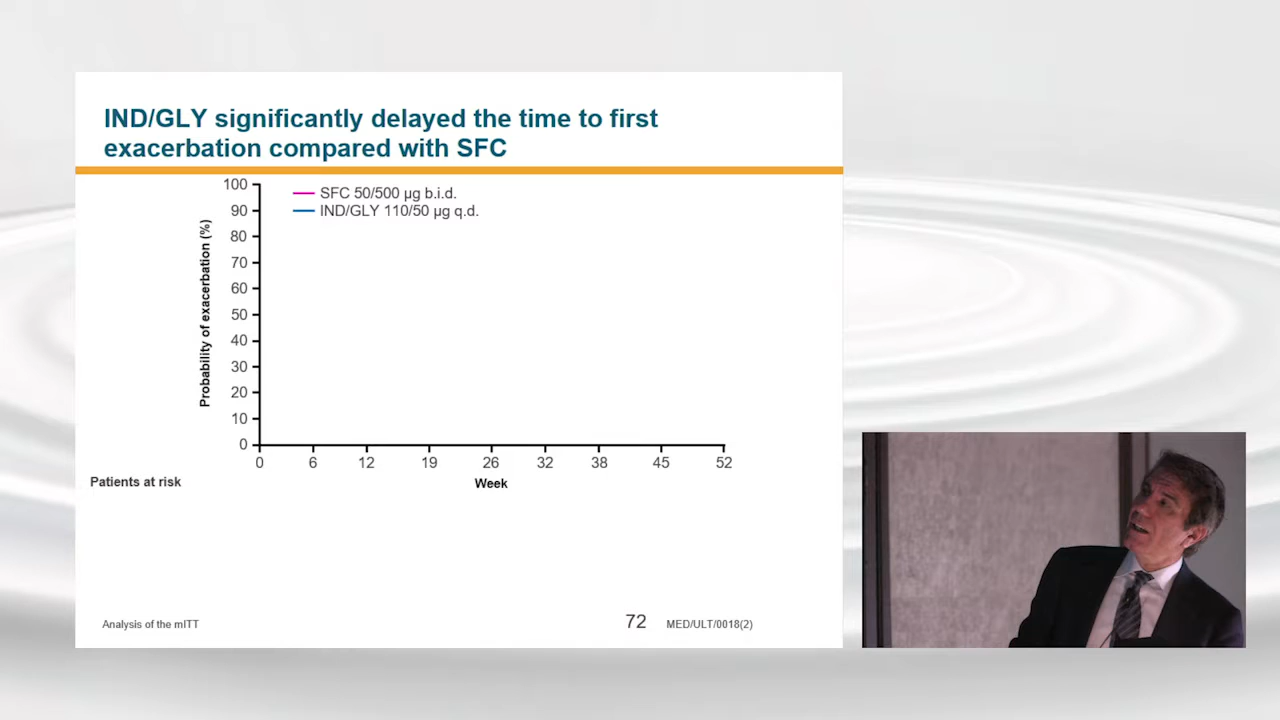 IND/GLY significantly delayed the time to first
exacerbation compared with SFC
SFC 50/500 µg b.i.d.
IND/GLY 110/50 µg q.d.
Probability of exacerbation (%)
100
90
80
70
60
50
40
30
20
10
0
0 6 12 19 26 32 38 45 52
Week
Patients at risk
Analysis of the mITT
72
MED/ULT/0018(2)